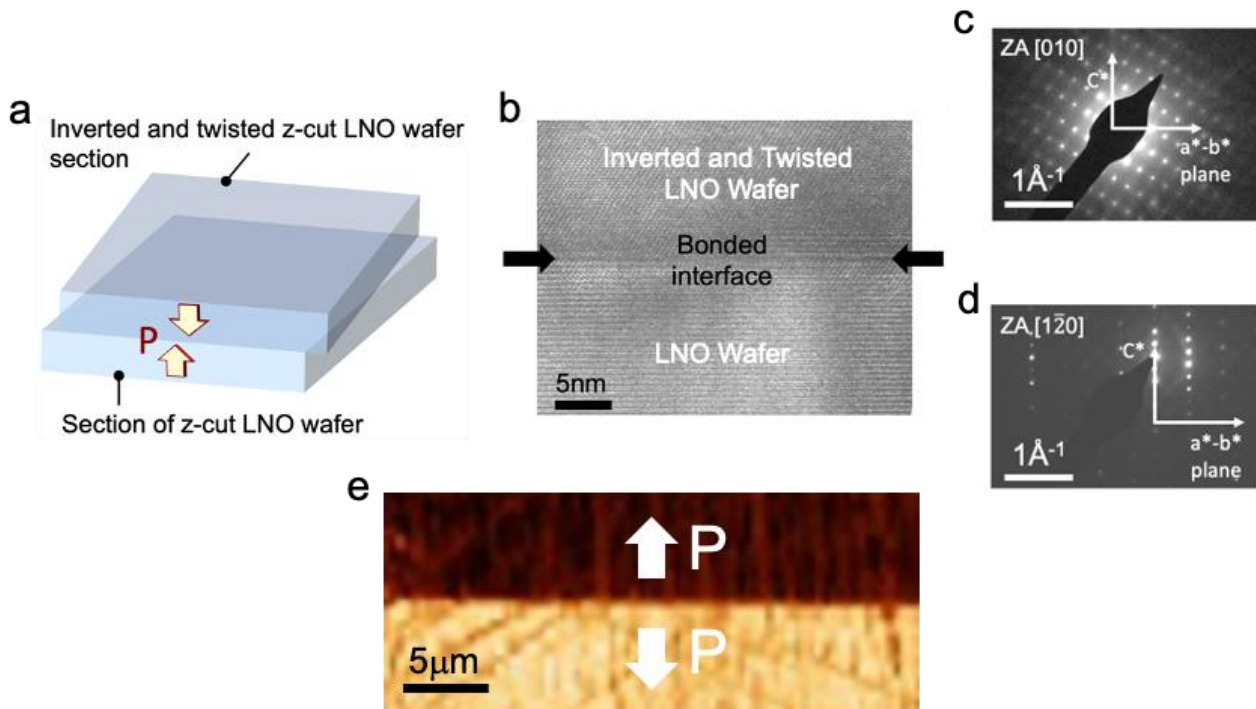 a
Inverted and twisted z-cut LNO wafer
section
P
Section of z-cut LNO wafer
b
Inverted and Twisted
LNO Wafer
Bonded
interface
LNO Wafer
5nm
c
ZA [010]
C*
a*-b*
plane
1Å⁻¹
d
ZA [12̄0]
C*
a*-b*
plane
1Å⁻¹
e
P
P
5μm